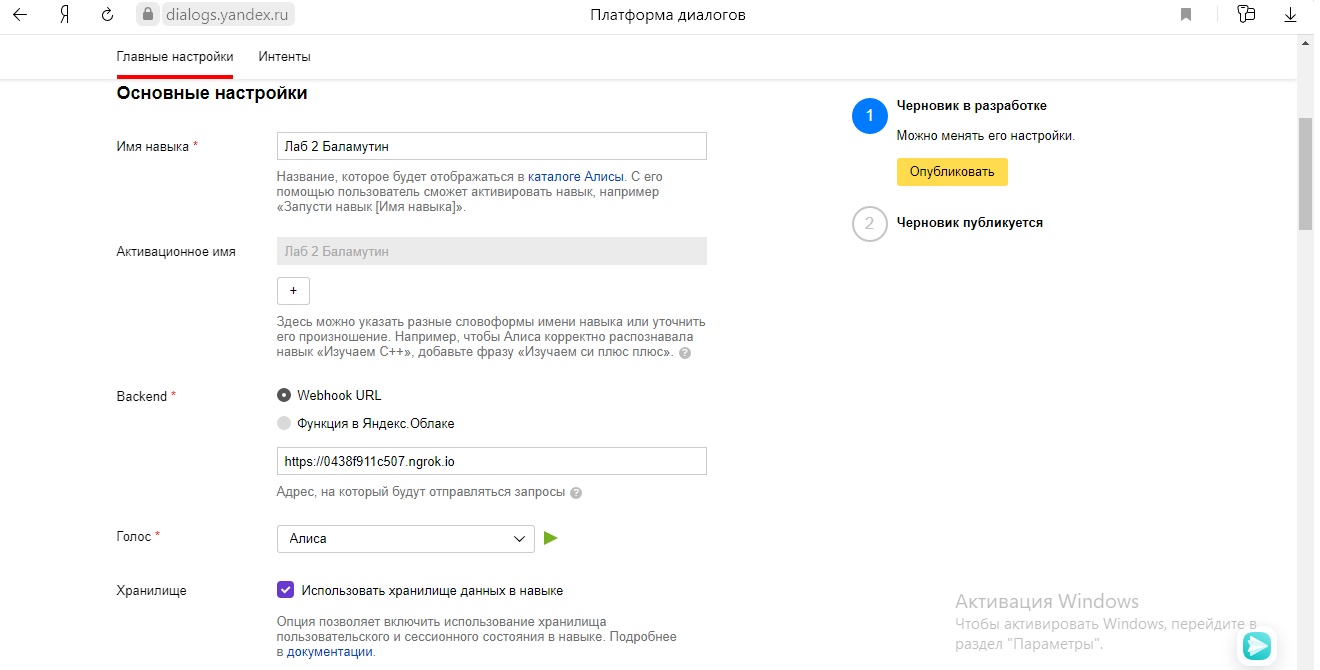 dialogs.yandex.ru
Платформа диалогов
Главные настройки
Интенты
Основные настройки
Имя навыка *
Лаб 2 Баламутин
Название, которое будет отображаться в каталоге Алисы. С его
помощью пользователь сможет активировать навык, например
«Запусти навык [Имя навыка]».
Активационное имя
Лаб 2 Баламутин
+
Здесь можно указать разные словоформы имени навыка или уточнить
его произношение. Например, чтобы Алиса корректно распознавала
навык «Изучаем C++», добавьте фразу «Изучаем си плюс плюс». ?
Backend *
Webhook URL
Функция в Яндекс.Облаке
https://0438f911c507.ngrok.io
Адрес, на который будут отправляться запросы ?
Голос *
Алиса
Хранилище
Использовать хранилище данных в навыке
Опция позволяет включить использование хранилища
пользовательского и сессионного состояния в навыке. Подробнее
в документации.
1
Черновик в разработке
Можно менять его настройки.
Опубликовать
2
Черновик публикуется
Активация Windows
Чтобы активировать Windows, перейдите в
раздел "Параметры".